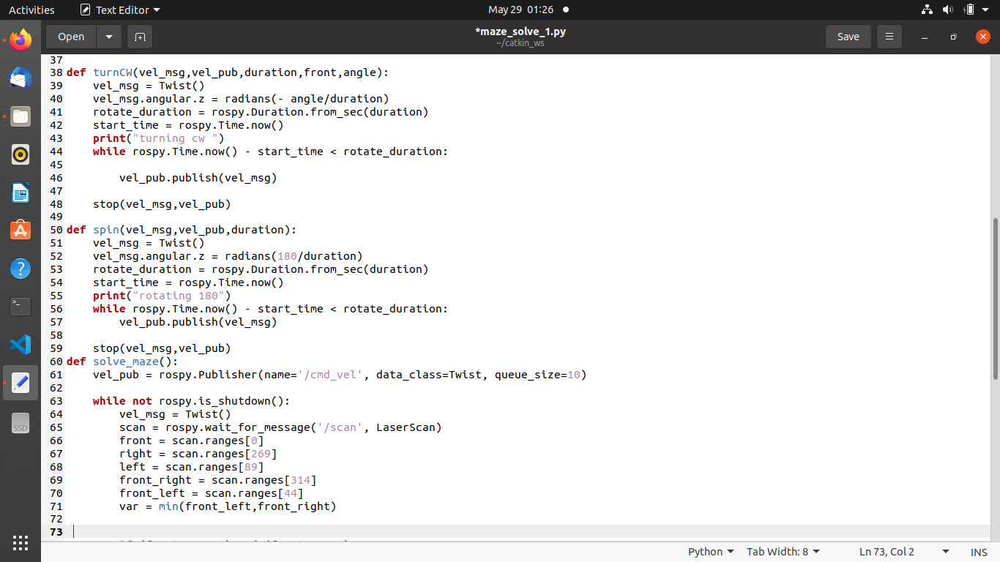 Activities Text Editor May 29 01:26
Open *maze_solve_1.py Save
~/catkin_ws
37
38 def turnCW(vel_msg,vel_pub,duration,front,angle):
39     vel_msg = Twist()
40     vel_msg.angular.z = radians(- angle/duration)
41     rotate_duration = rospy.Duration.from_sec(duration)
42     start_time = rospy.Time.now()
43     print("turning cw ")
44     while rospy.Time.now() - start_time < rotate_duration:
45
46         vel_pub.publish(vel_msg)
47
48     stop(vel_msg,vel_pub)
49
50 def spin(vel_msg,vel_pub,duration):
51     vel_msg = Twist()
52     vel_msg.angular.z = radians(180/duration)
53     rotate_duration = rospy.Duration.from_sec(duration)
54     start_time = rospy.Time.now()
55     print("rotating 180")
56     while rospy.Time.now() - start_time < rotate_duration:
57         vel_pub.publish(vel_msg)
58
59     stop(vel_msg,vel_pub)
60 def solve_maze():
61     vel_pub = rospy.Publisher(name='/cmd_vel', data_class=Twist, queue_size=10)
62
63     while not rospy.is_shutdown():
64         vel_msg = Twist()
65         scan = rospy.wait_for_message('/scan', LaserScan)
66         front = scan.ranges[0]
67         right = scan.ranges[269]
68         left = scan.ranges[89]
69         front_right = scan.ranges[314]
70         front_left = scan.ranges[44]
71         var = min(front_left,front_right)
72
73
SSD
Python Tab Width: 8 Ln 73, Col 2 INS